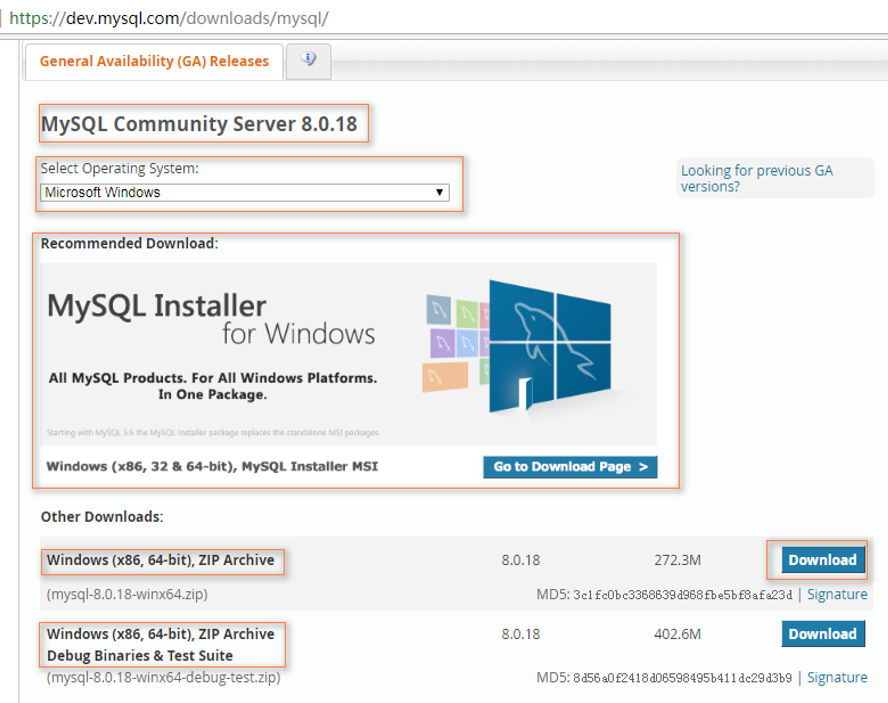 https://dev.mysql.com/downloads/mysql/
General Availability (GA) Releases
MySQL Community Server 8.0.18
Select Operating System:
Microsoft Windows
Looking for previous GA
versions?
Recommended Download:
MySQL Installer
for Windows
All MySQL Products. For All Windows Platforms.
In One Package.
Starting with MySQL 5.6 the MySQL Installer package replaces the standalone MSI packages.
Windows (x86, 32 & 64-bit), MySQL Installer MSI
Go to Download Page >
Other Downloads:
Windows (x86, 64-bit), ZIP Archive 8.0.18 272.3M Download
(mysql-8.0.18-winx64.zip) MD5: 3c1fc0bc3368639d968fbe5bf8afa23d | Signature
Windows (x86, 64-bit), ZIP Archive 8.0.18 402.6M Download
Debug Binaries & Test Suite
(mysql-8.0.18-winx64-debug-test.zip) MD5: 8d56a0f2418d06598495b411dc29d3b9 | Signature